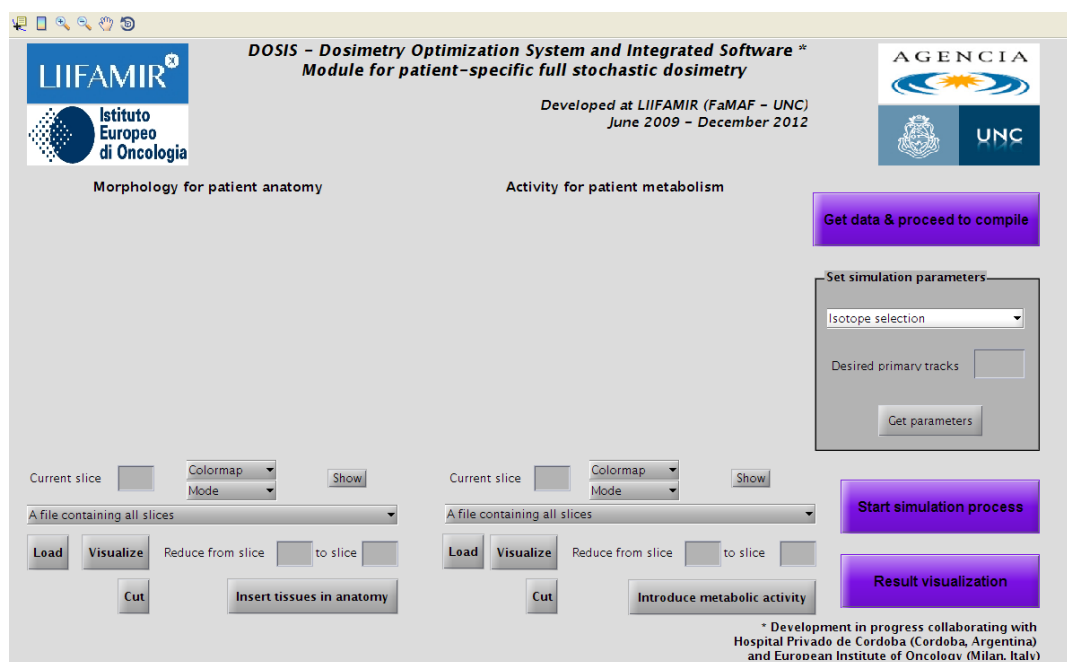 DOSIS – Dosimetry Optimization System and Integrated Software *
Module for patient-specific full stochastic dosimetry
Developed at LIIFAMIR (FaMAF – UNC)
June 2009 – December 2012
LIIFAMIR®
Istituto
Europeo
di Oncologia
AGENCIA
UNC
Morphology for patient anatomy
Activity for patient metabolism
Get data & proceed to compile
Set simulation parameters
Isotope selection
Desired primary tracks
Get parameters
Current slice
Colormap
Mode
Show
A file containing all slices
Load
Visualize
Reduce from slice
to slice
Cut
Insert tissues in anatomy
Current slice
Colormap
Mode
Show
A file containing all slices
Load
Visualize
Reduce from slice
to slice
Cut
Introduce metabolic activity
Start simulation process
Result visualization
* Development in progress collaborating with
Hospital Privado de Cordoba (Cordoba, Argentina)
and European Institute of Oncology (Milan, Italy)